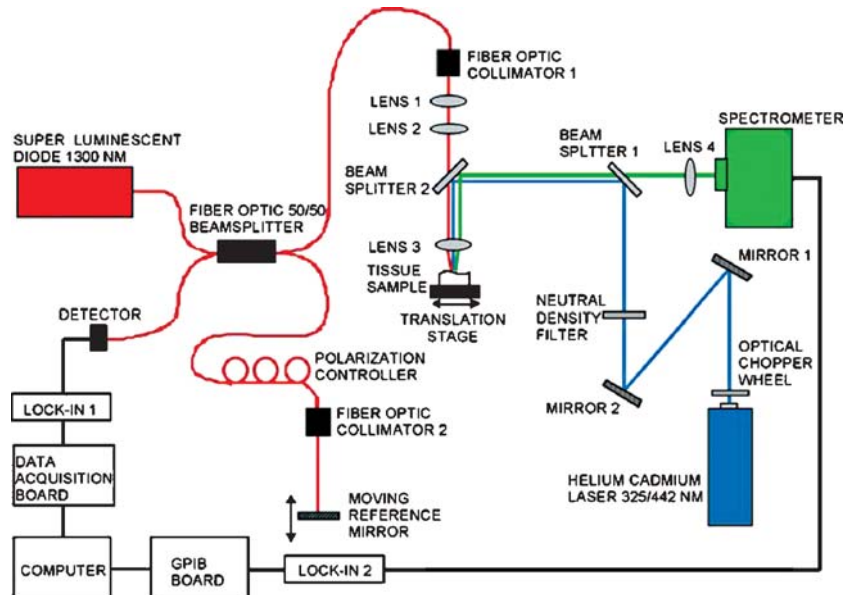 FIBER OPTIC
COLLIMATOR 1
LENS 1
LENS 2
SUPER LUMINESCENT
DIODE 1300 NM
BEAM
SPLITTER 2
BEAM
SPLTTER 1
LENS 4
SPECTROMETER
FIBER OPTIC 50/50
BEAMSPLITTER
LENS 3
TISSUE
SAMPLE
TRANSLATION
STAGE
MIRROR 1
NEUTRAL
DENSITY
FILTER
DETECTOR
OPTICAL
CHOPPER
WHEEL
POLARIZATION
CONTROLLER
MIRROR 2
LOCK-IN 1
FIBER OPTIC
COLLIMATOR 2
DATA
ACQUISITION
BOARD
HELIUM CADMIUM
LASER 325/442 NM
MOVING
REFERENCE
MIRROR
COMPUTER
GPIB
BOARD
LOCK-IN 2